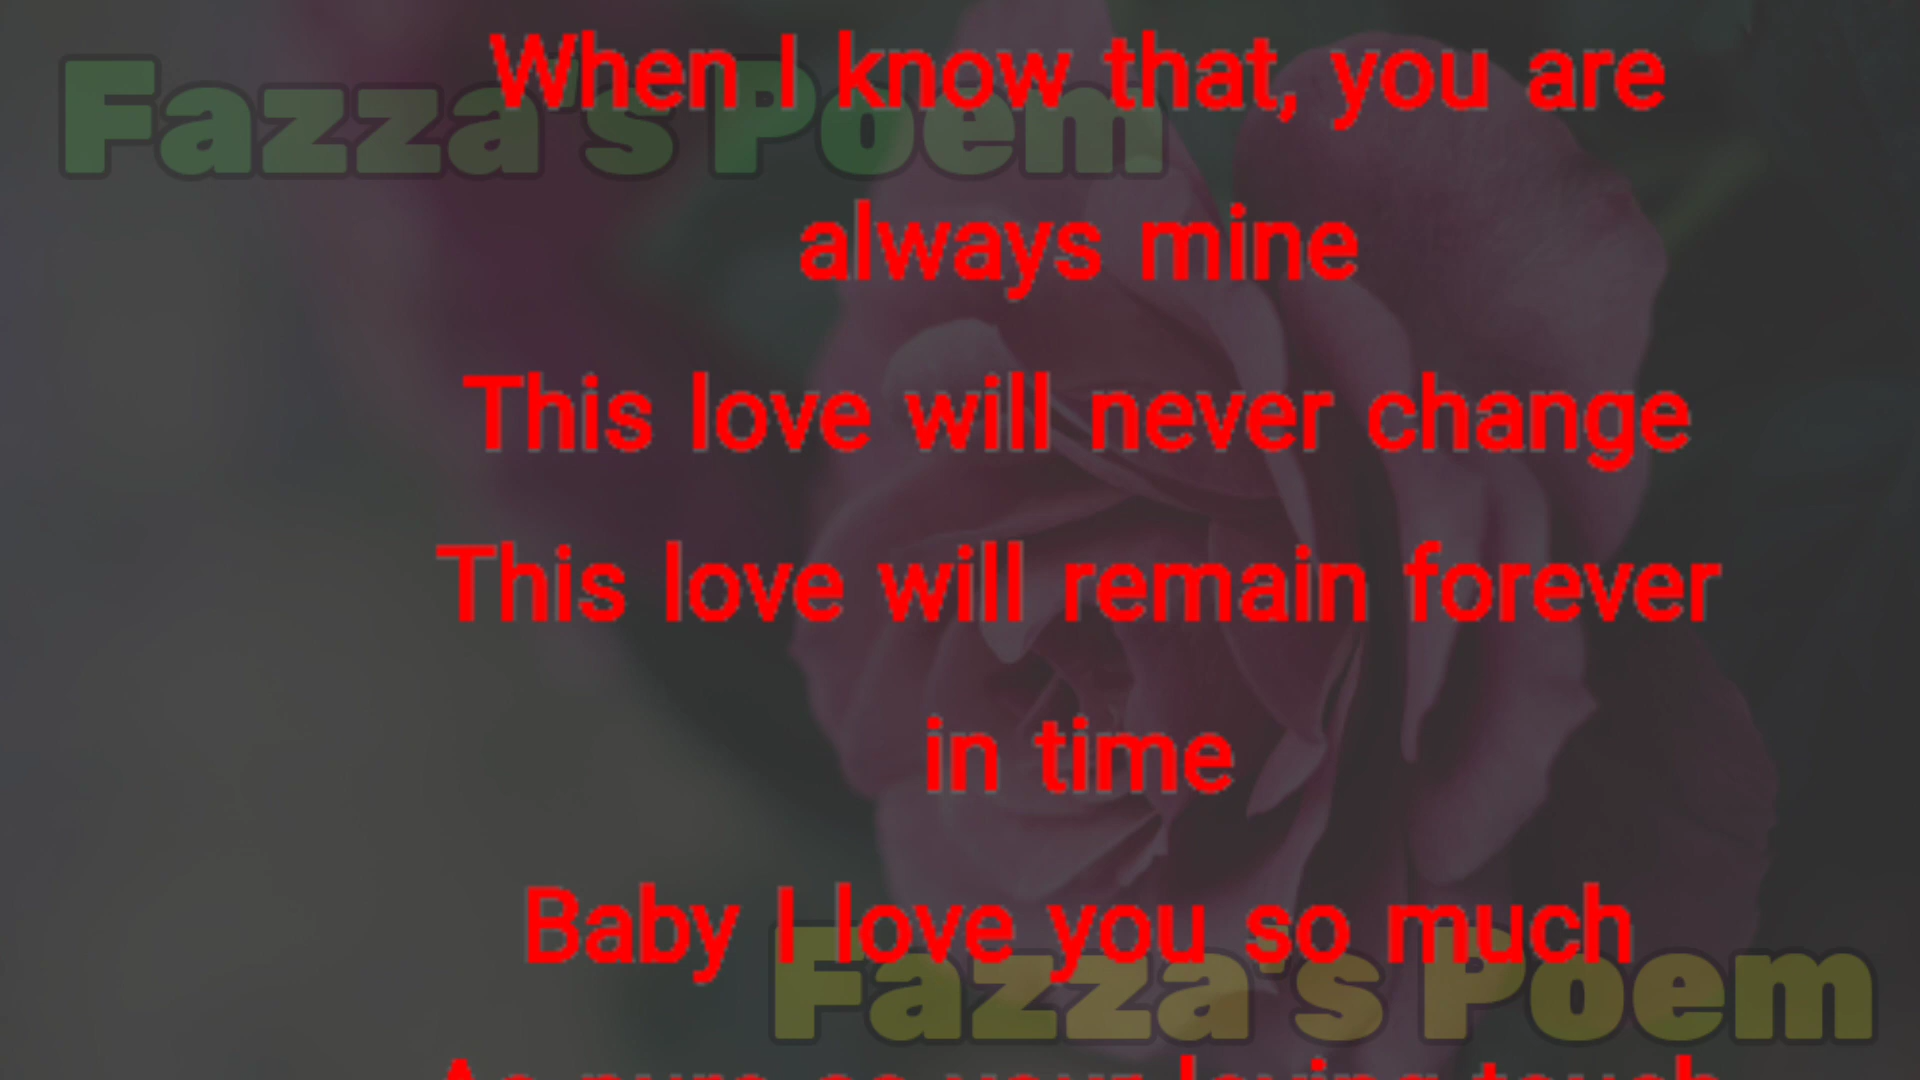 When I know that, you are
Fazza's Poem
always mine
This love will never change
This love will remain forever
in time
Baby I love you so much
Fazza's Poem